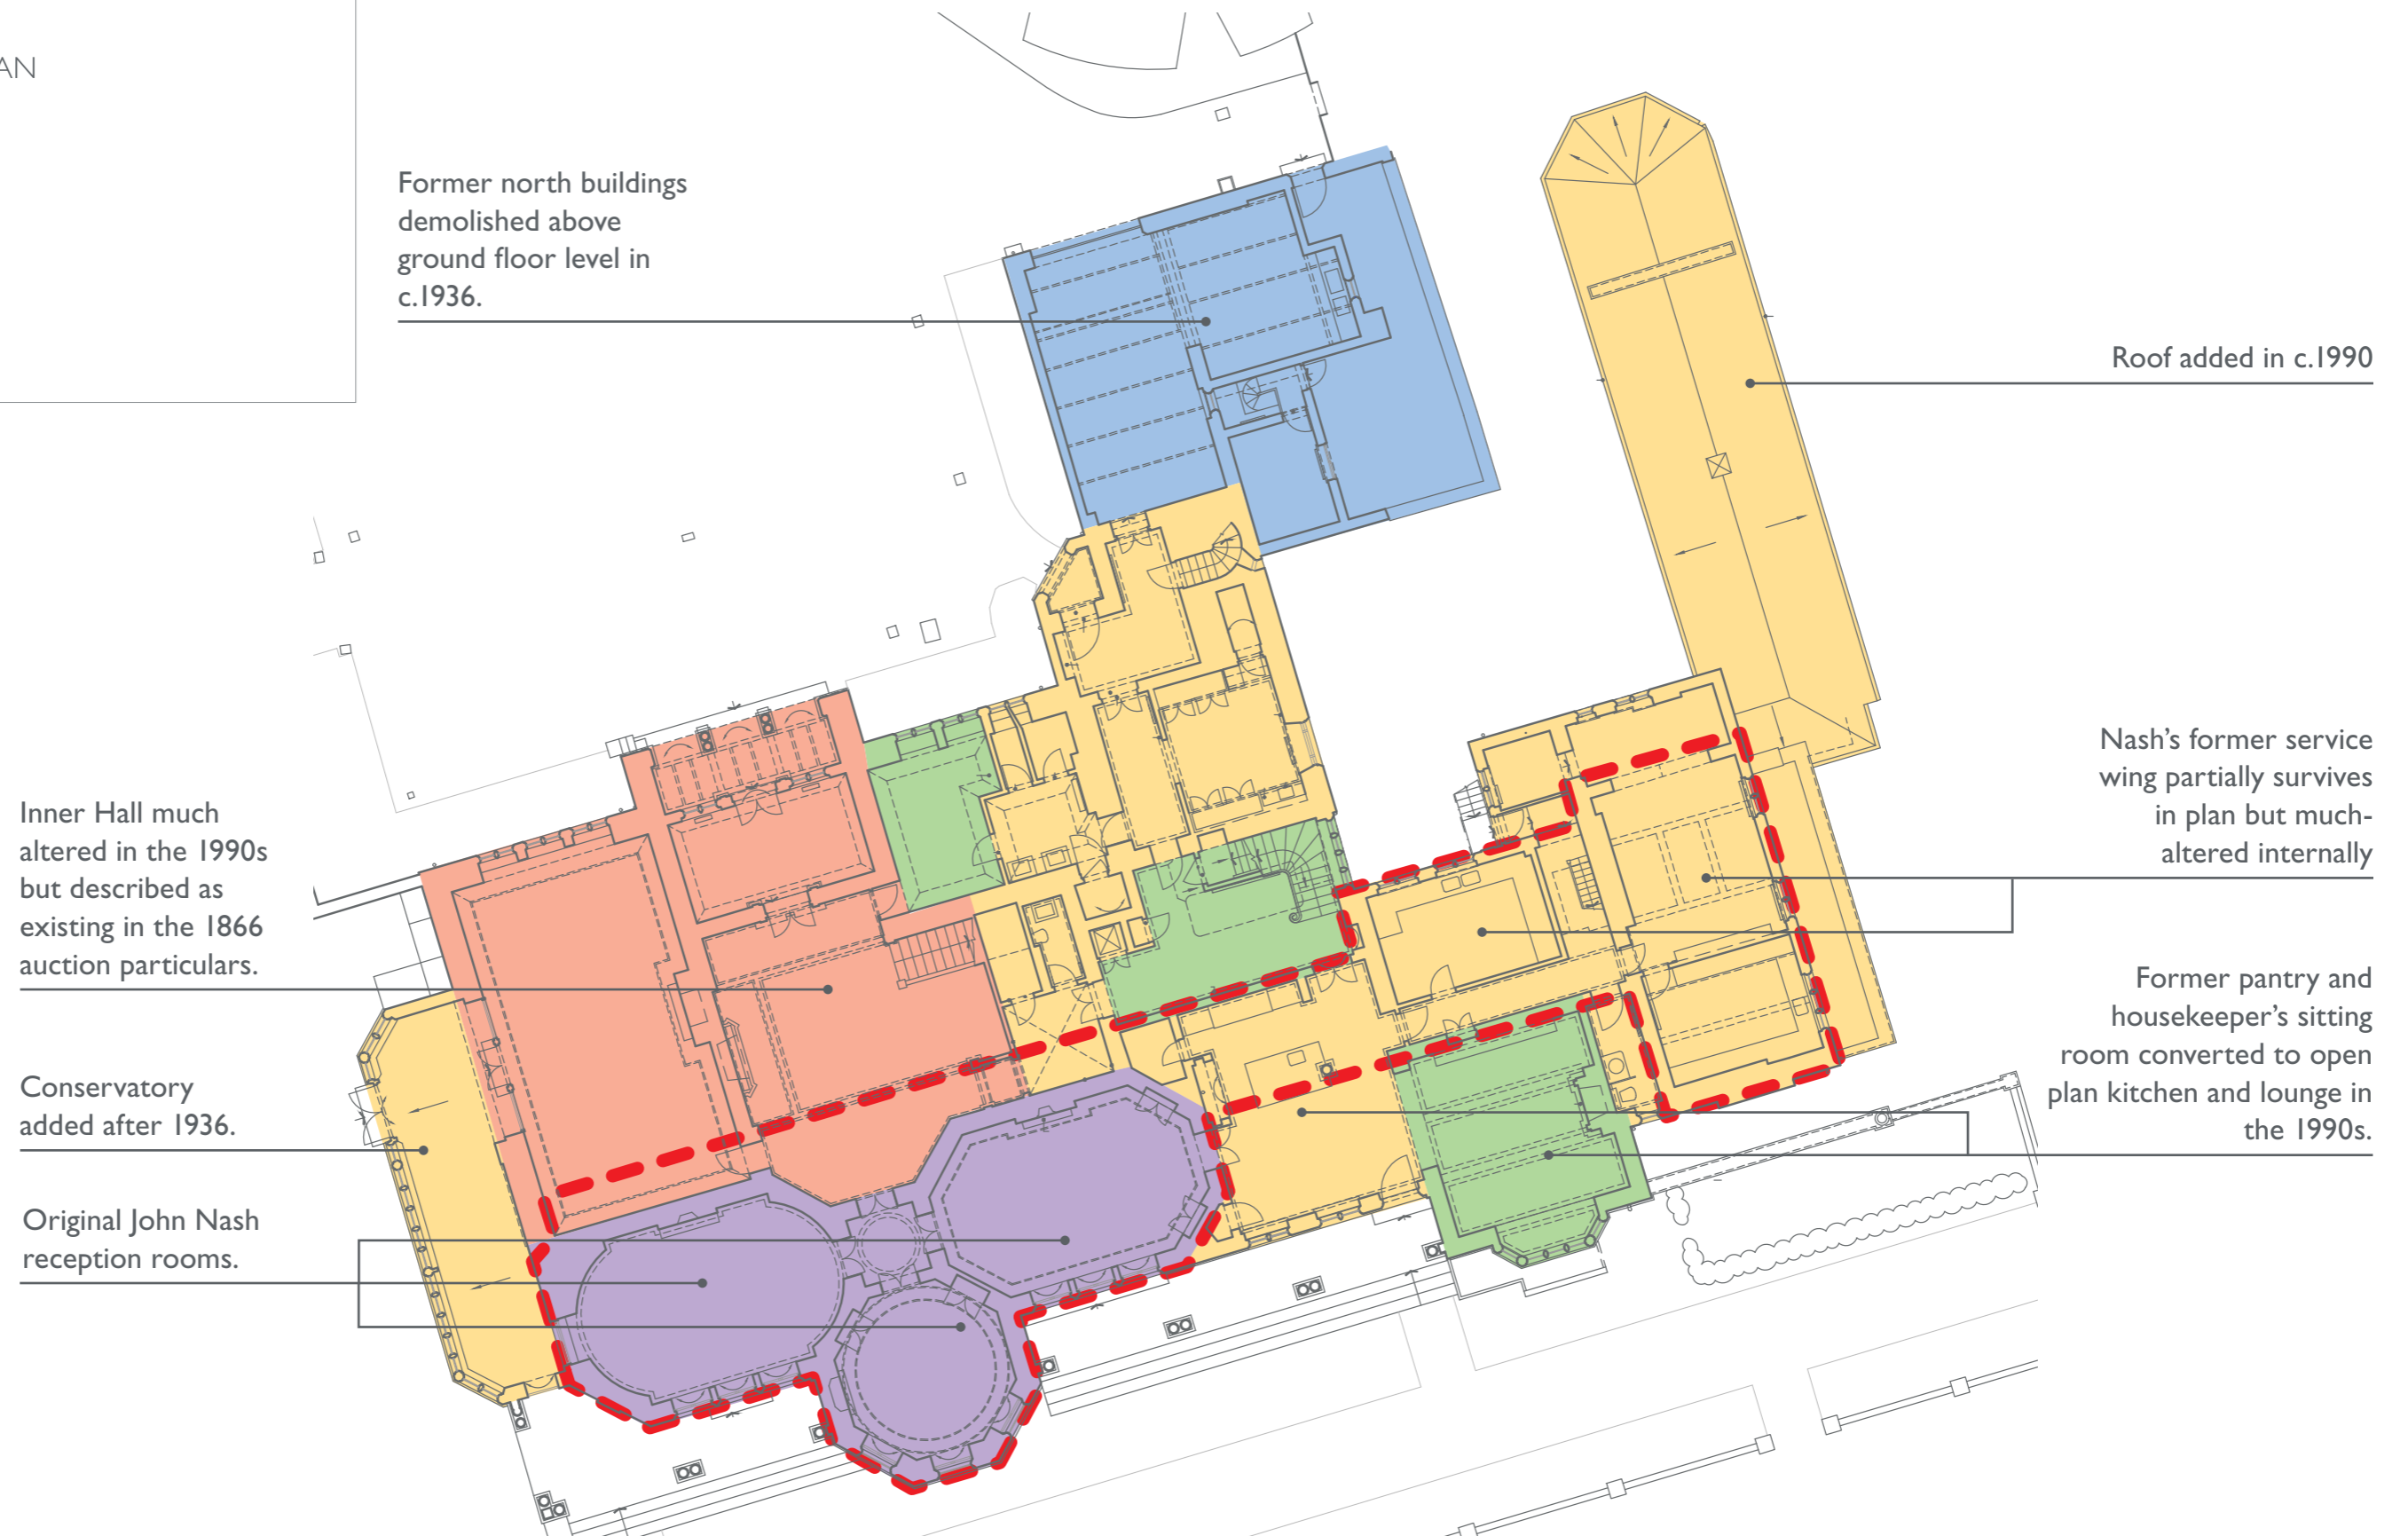 AN
Former north buildings
demolished above
ground floor level in
c.1936.
Roof added in c.1990
Nash's former service
wing partially survives
in plan but much-
altered internally
Inner Hall much
altered in the 1990s
but described as
existing in the 1866
auction particulars.
Former pantry and
housekeeper's sitting
room converted to open
plan kitchen and lounge in
the 1990s.
Conservatory
added after 1936.
Original John Nash
reception rooms.